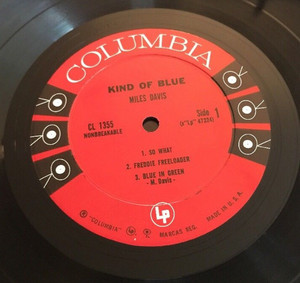 COLUMBIA
KIND OF BLUE
MILES DAVIS
CL 1355
NONBREAKABLE
Side 1
1. SO WHAT
2. FREDDIE FREELOADER
3. BLUE IN GREEN
- M. Davis -
Lp
"COLUMBIA"
MARCAS REG.
MADE IN U.S.A.